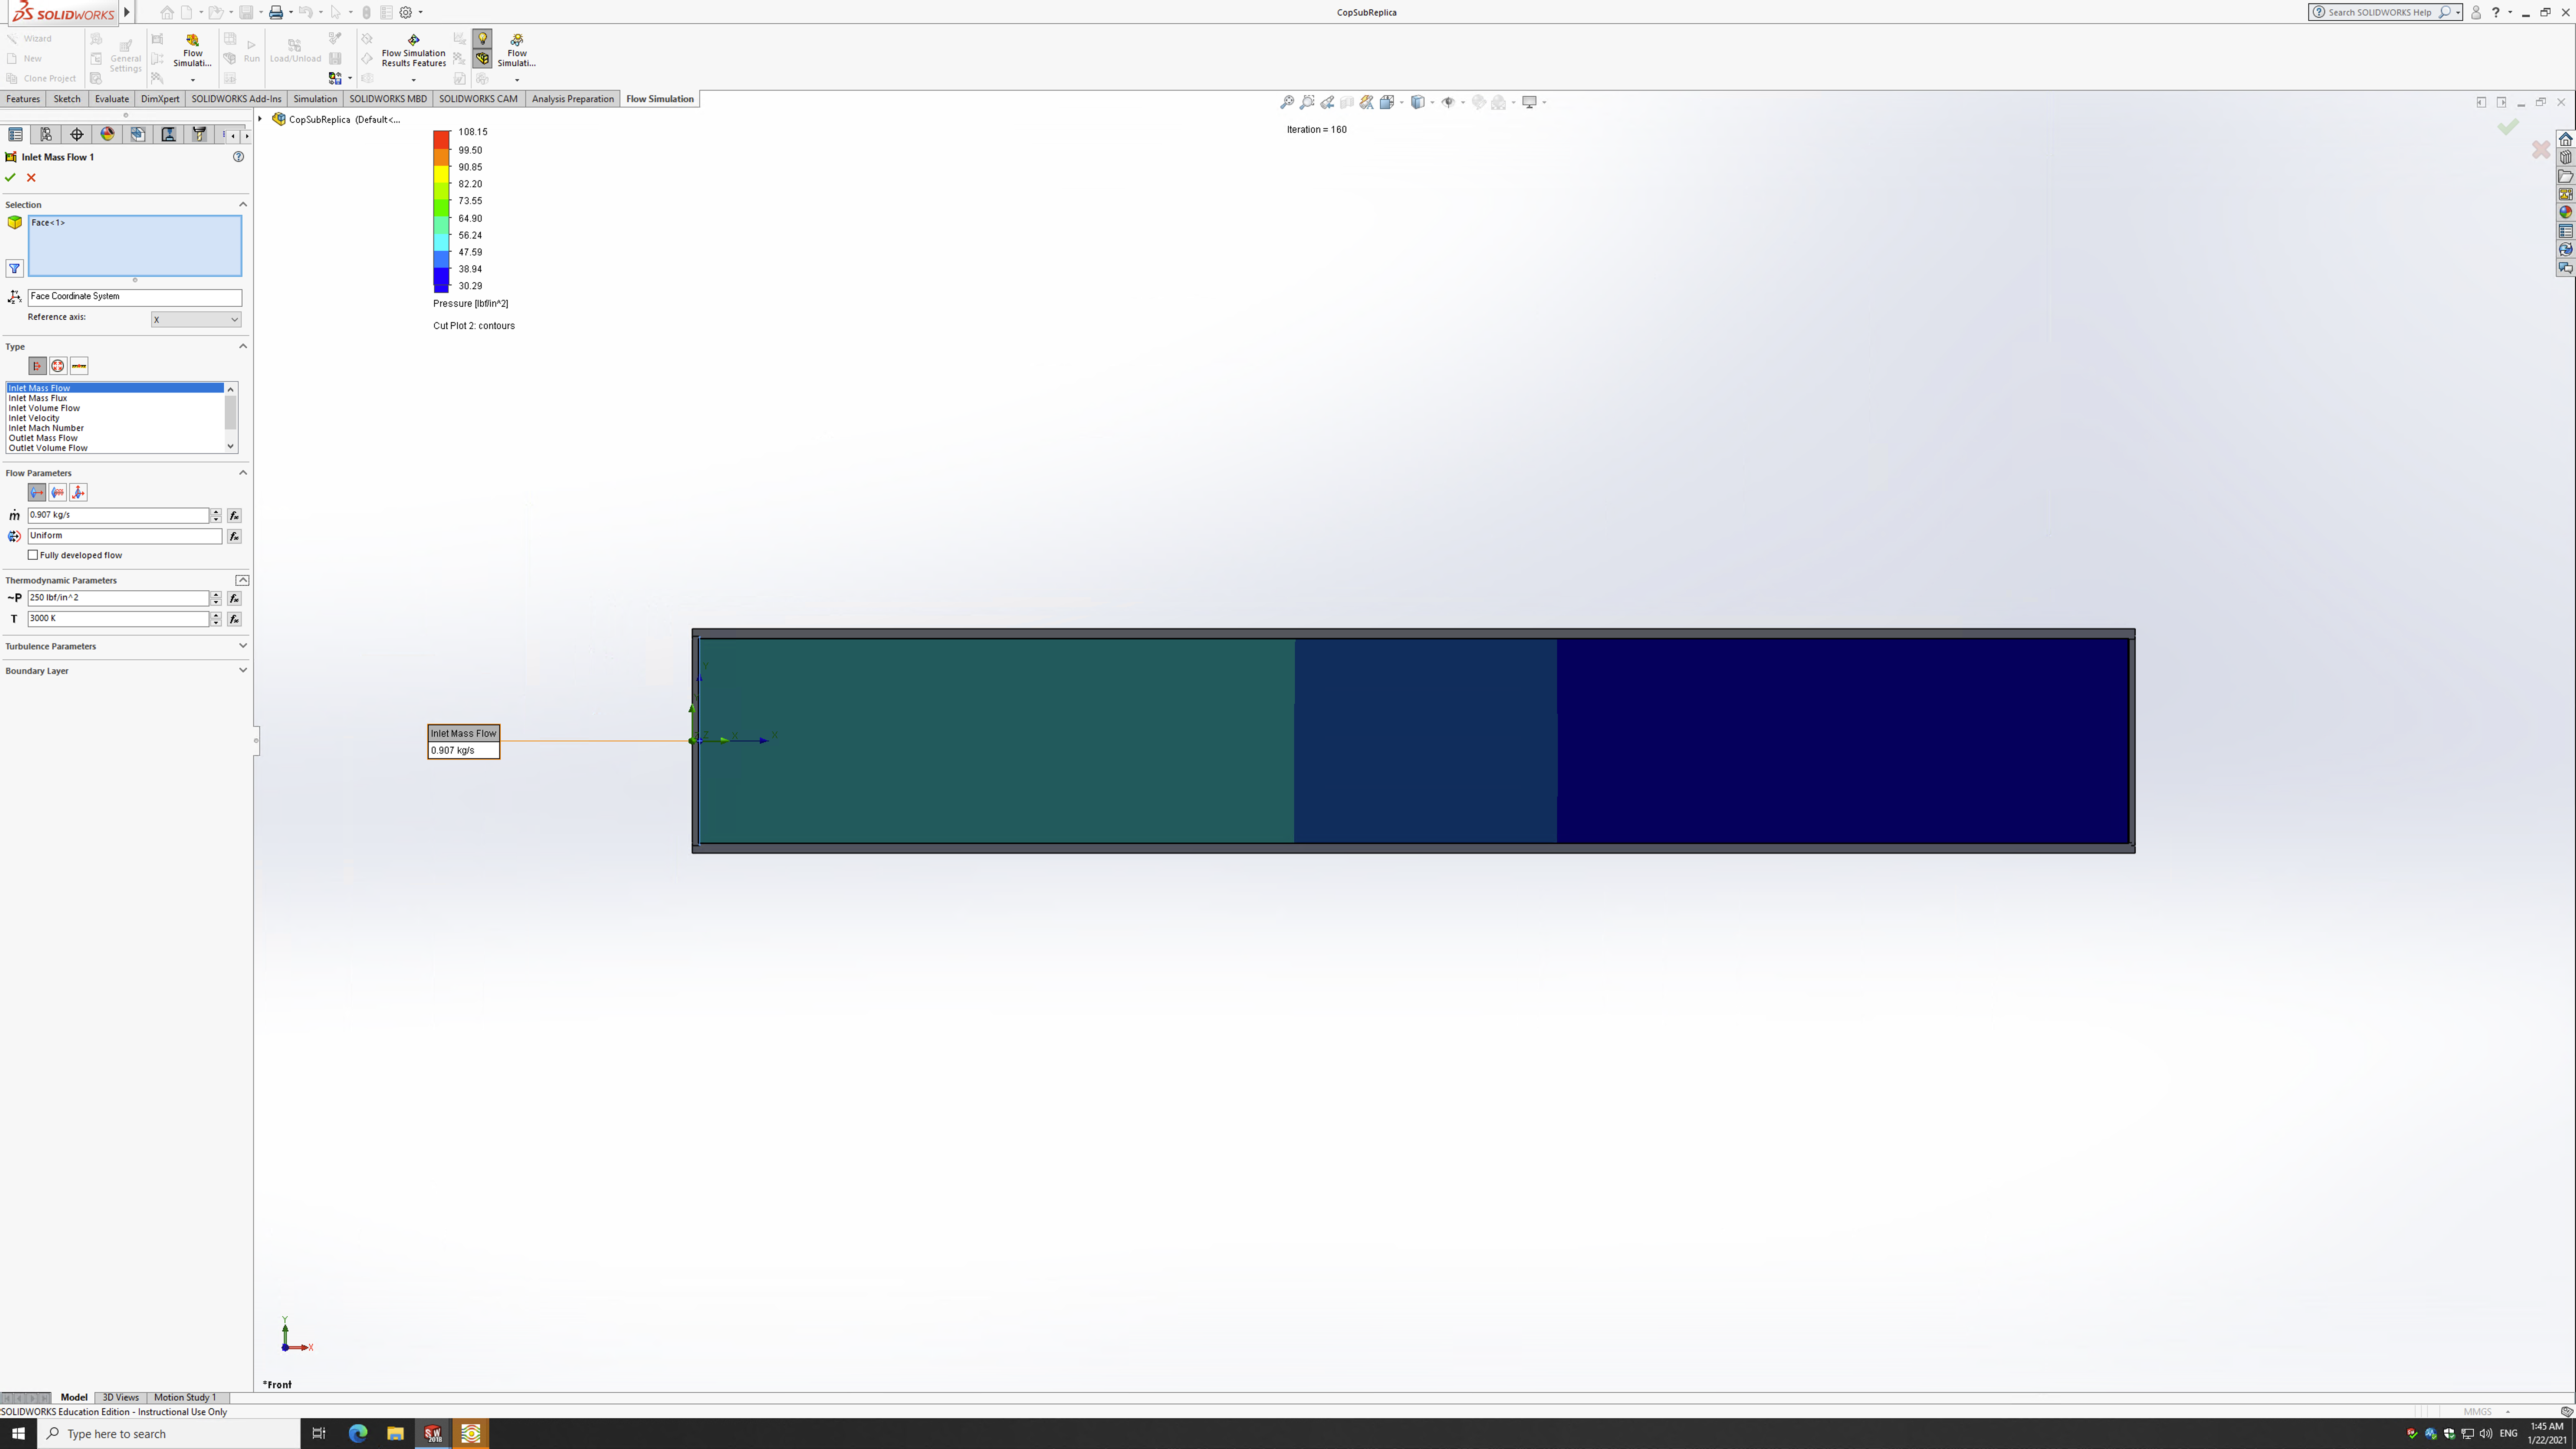 SOLIDWORKS
CopSubReplica
Search SOLIDWORKS Help
Wizard
New
Clone Project
General Settings
Flow Simulati...
Run
Load/Unload
Flow Simulation Results Features
Flow Simulati...
Features
Sketch
Evaluate
DimXpert
SOLIDWORKS Add-Ins
Simulation
SOLIDWORKS MBD
SOLIDWORKS CAM
Analysis Preparation
Flow Simulation
CopSubReplica (Default<...
Iteration = 160
Inlet Mass Flow 1
Selection
Face<1>
Face Coordinate System
Reference axis:
X
Type
Inlet Mass Flow
Inlet Mass Flux
Inlet Volume Flow
Inlet Velocity
Inlet Mach Number
Outlet Mass Flow
Outlet Volume Flow
Flow Parameters
ṁ
0.907 kg/s
Uniform
Fully developed flow
Thermodynamic Parameters
~P
250 lbf/in^2
T
3000 K
Turbulence Parameters
Boundary Layer
108.15
99.50
90.85
82.20
73.55
64.90
56.24
47.59
38.94
30.29
Pressure [lbf/in^2]
Cut Plot 2: contours
Inlet Mass Flow
0.907 kg/s
Y
Z
X
X
Y
X
*Front
Model
3D Views
Motion Study 1
SOLIDWORKS Education Edition - Instructional Use Only
MMGS
Type here to search
SW
2018
ENG
1:45 AM
1/22/2021